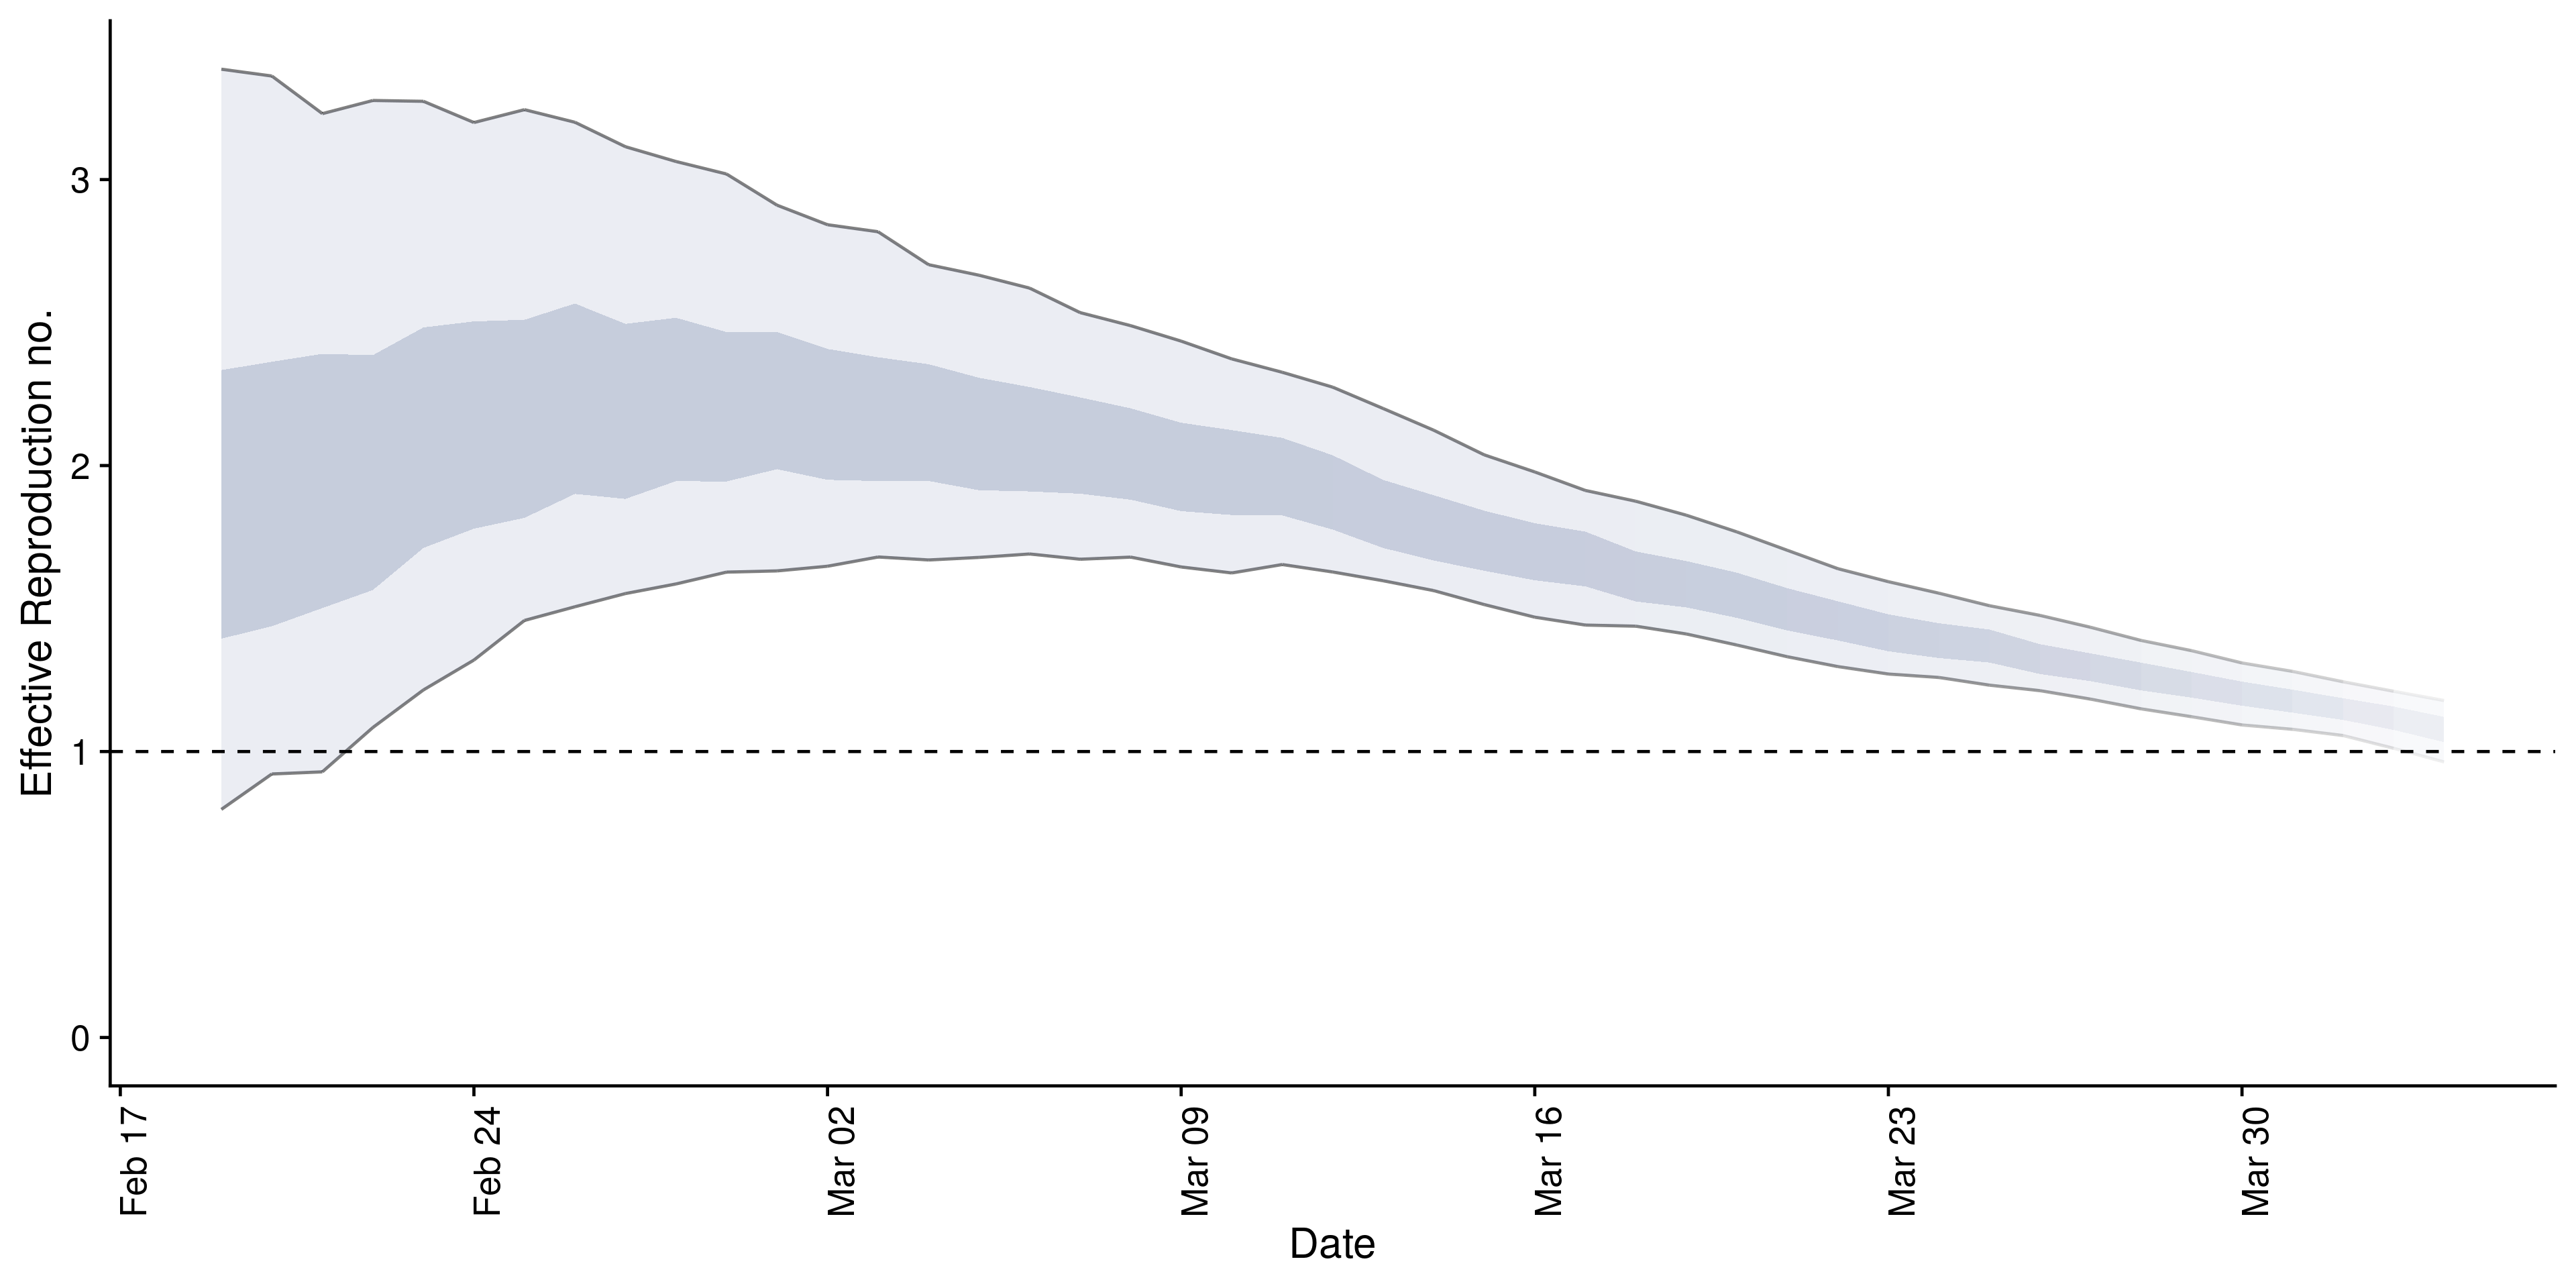 Effective Reproduction no.
3
2
1
0
Feb 17
Feb 24
Mar 02
Mar 09
Mar 16
Mar 23
Mar 30
Date